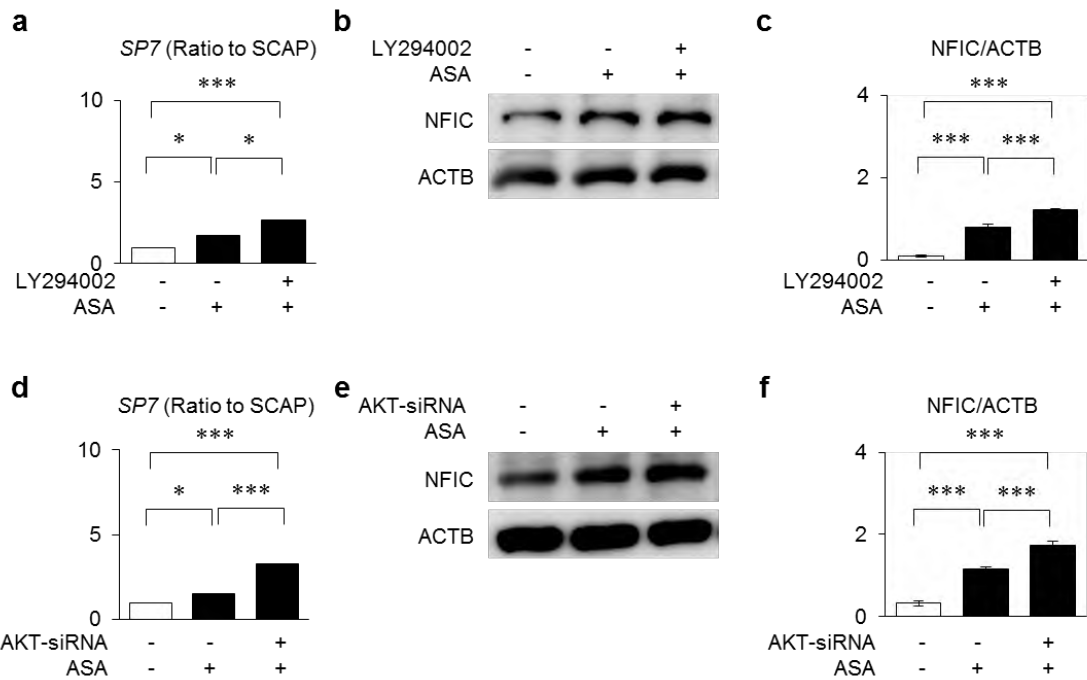 a
SP7 (Ratio to SCAP)
***
* *
10
5
0
LY294002 - - +
ASA - + +
b
LY294002 - - +
ASA - + +
NFIC
ACTB
c
NFIC/ACTB
***
*** ***
4
2
0
LY294002 - - +
ASA - + +
d
SP7 (Ratio to SCAP)
***
* ***
10
5
0
AKT-siRNA - - +
ASA - + +
e
AKT-siRNA - - +
ASA - + +
NFIC
ACTB
f
NFIC/ACTB
***
*** ***
4
2
0
AKT-siRNA - - +
ASA - + +